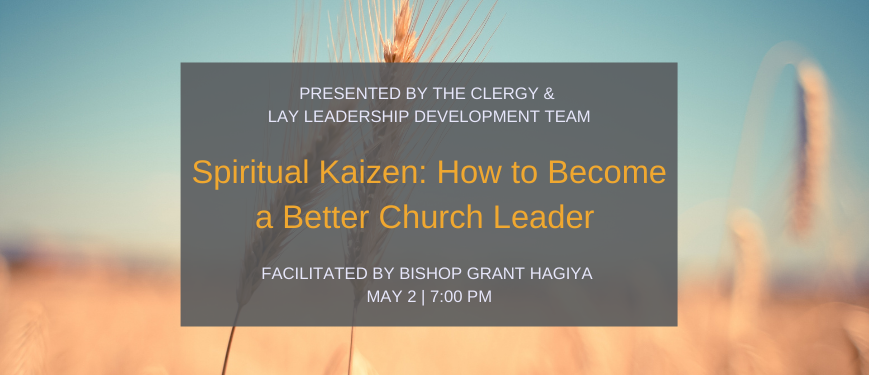 PRESENTED BY THE CLERGY &
LAY LEADERSHIP DEVELOPMENT TEAM
Spiritual Kaizen: How to Become
a Better Church Leader
FACILITATED BY BISHOP GRANT HAGIYA
MAY 2 | 7:00 PM